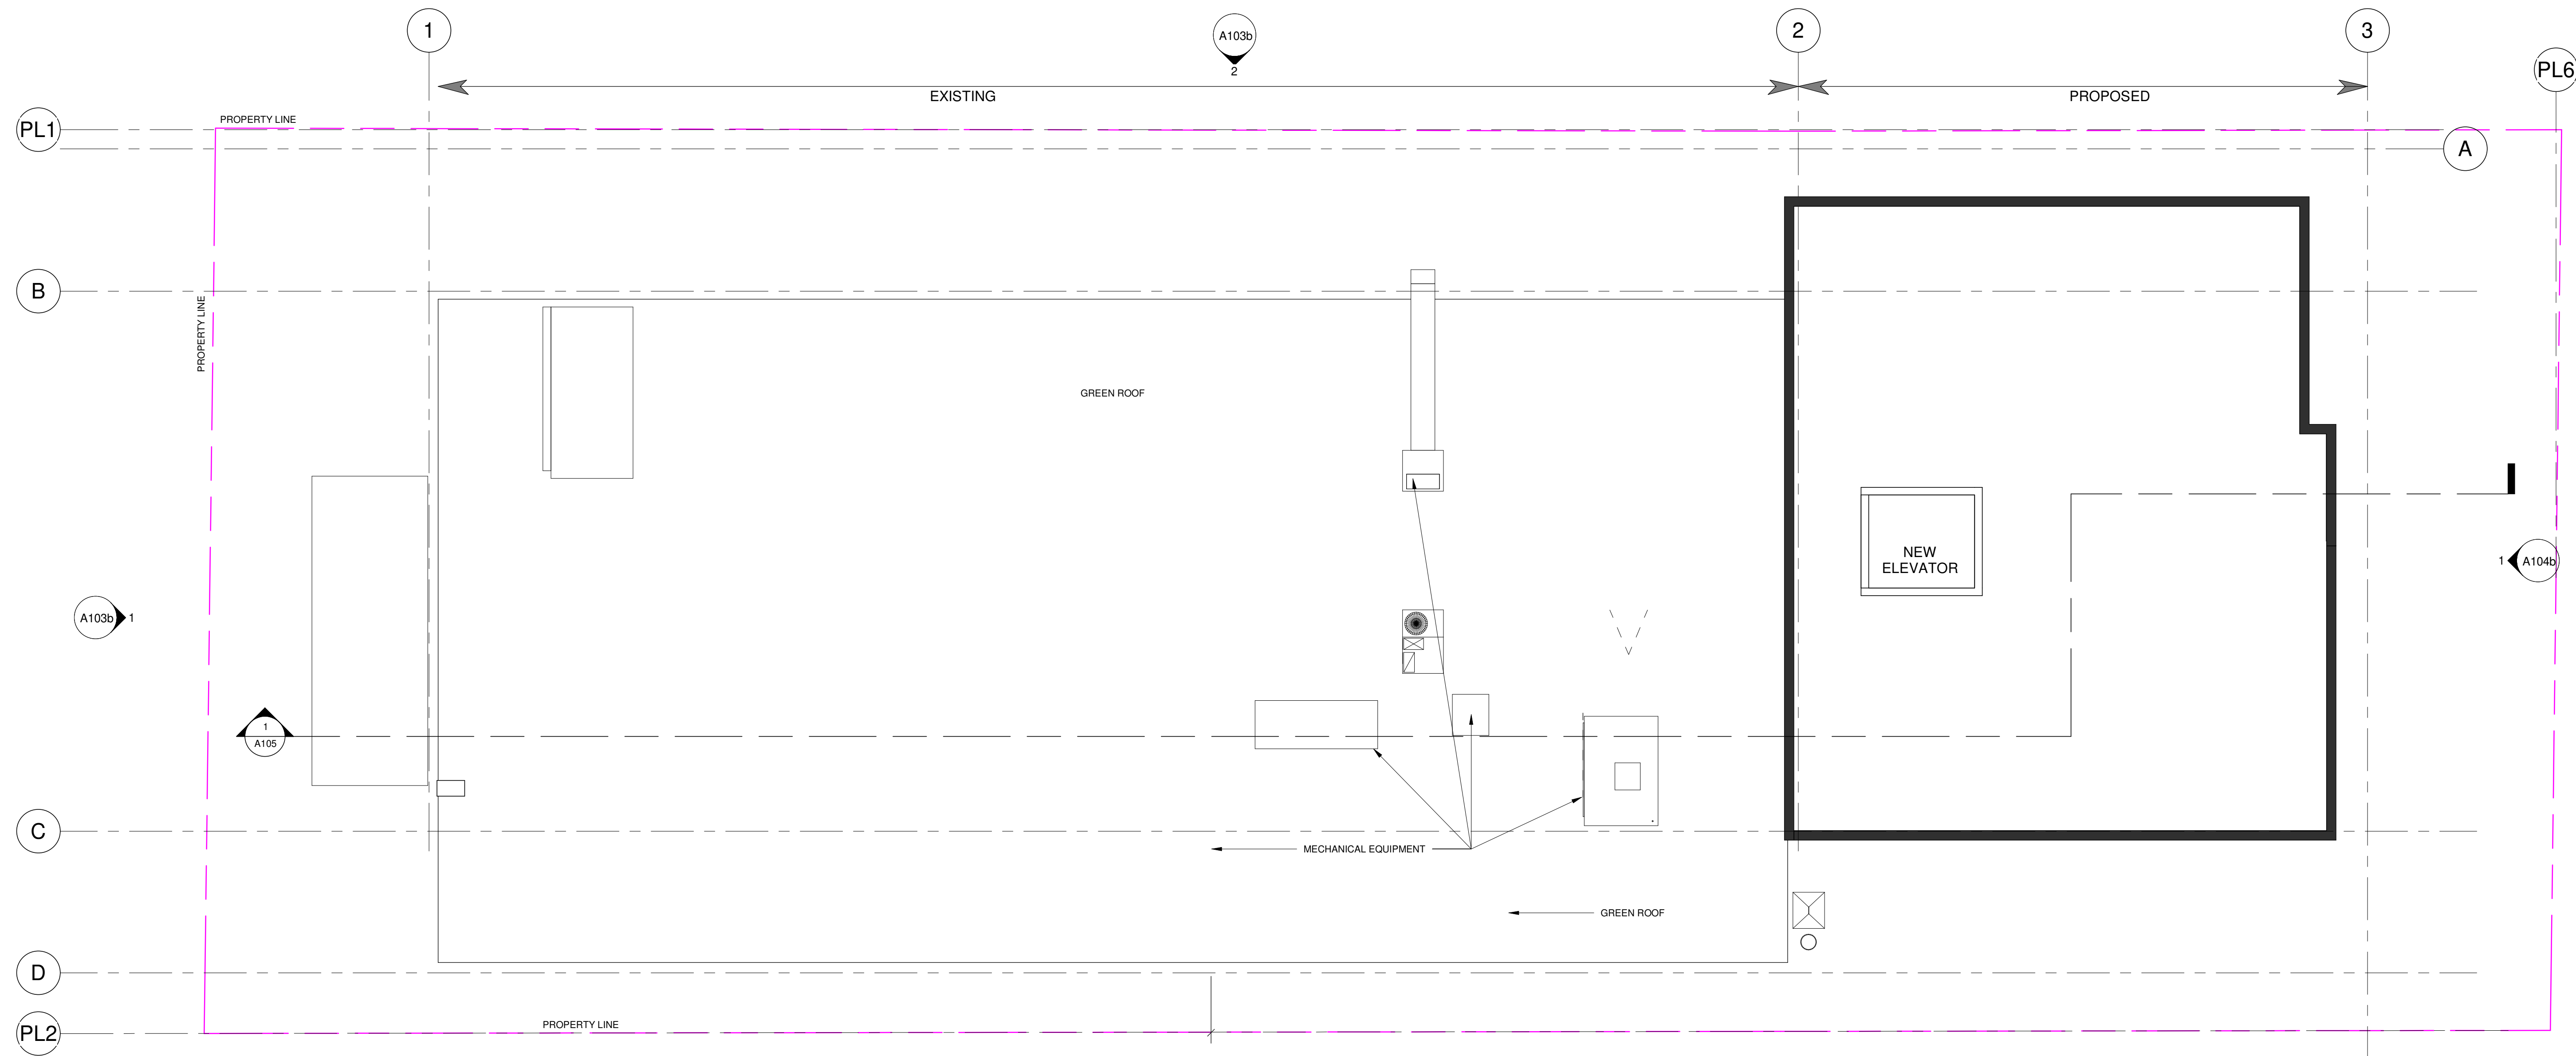 1
2
3
A103b
2
PL6
EXISTING
PROPOSED
PL1
PROPERTY LINE
A
B
PROPERTY LINE
GREEN ROOF
NEW
ELEVATOR
1
A104b
A103b
1
1
A105
C
MECHANICAL EQUIPMENT
GREEN ROOF
D
PROPERTY LINE
PL2